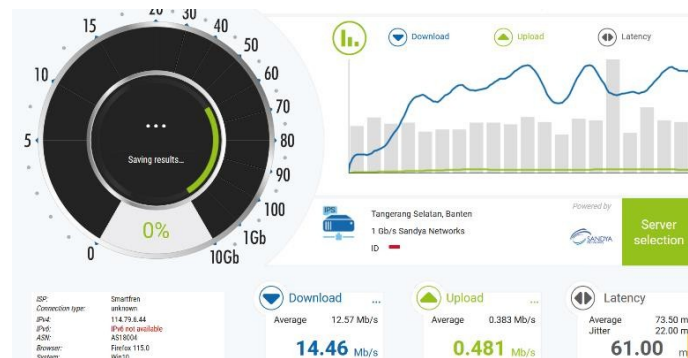 20 30
15
40
50
10
60
70
5
80
90
100
1Gb
0
10Gb
...
Saving results...
0%
Download
Upload
Latency
IPS
Tangerang Selatan, Banten
1 Gb/s Sandya Networks
ID
Powered by
SANDYA
Server
selection
ISP: Smartfren
Connection type: unknown
IPv4: 114.79.6.44
IPv6: IPv6 not available
ASN: AS18004
Browser: Firefox 115.0
System: Win10
Download ...
Average 12.57 Mb/s
14.46 Mb/s
Upload ...
Average 0.383 Mb/s
0.481 Mb/s
Latency
Average 73.50 m
Jitter 22.00 m
61.00 m